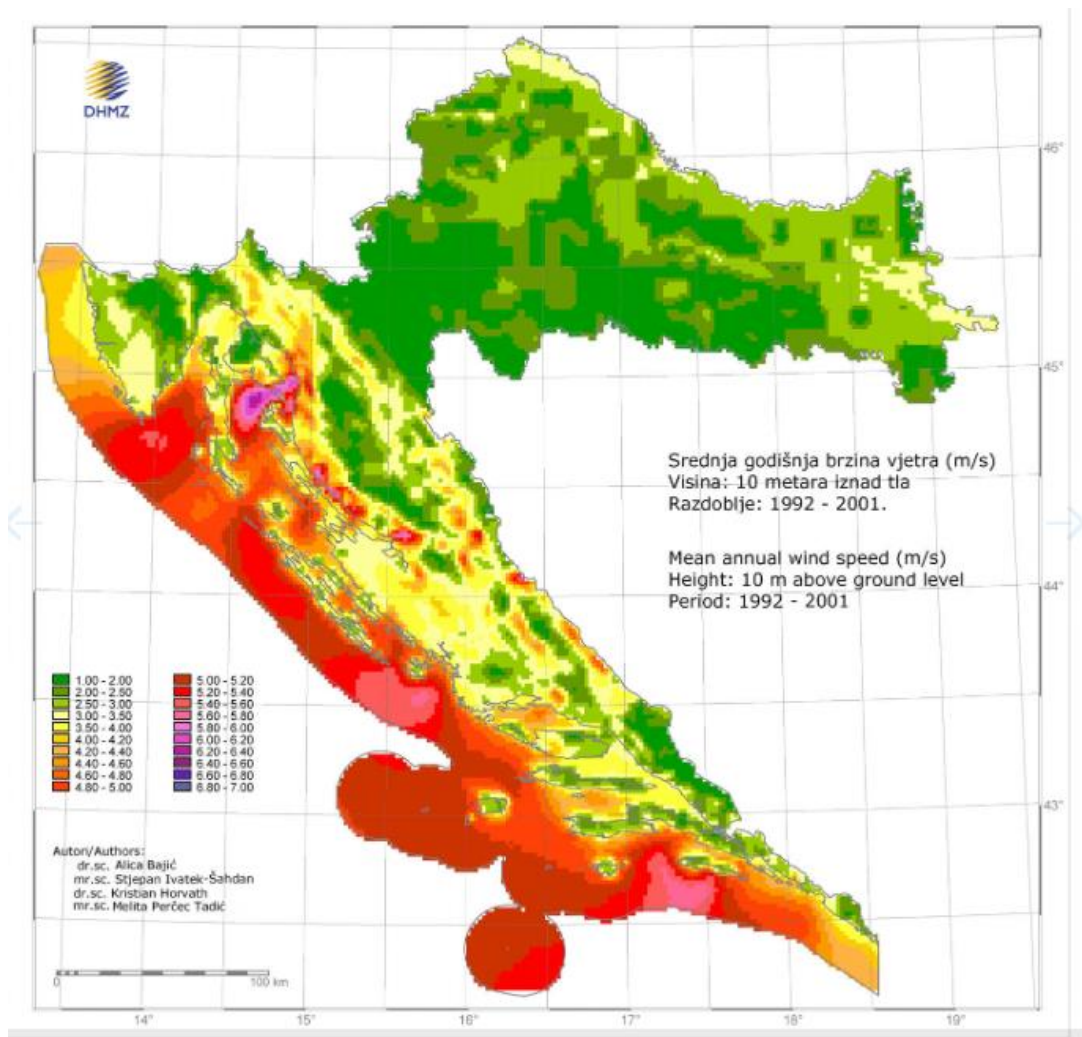 DHMZ
46°
45°
Srednja godišnja brzina vjetra (m/s)
Visina: 10 metara iznad tla
Razdoblje: 1992 - 2001.
Mean annual wind speed (m/s)
Height: 10 m above ground level
Period: 1992 - 2001
44°
1.00 - 2.00
2.00 - 2.50
2.50 - 3.00
3.00 - 3.50
3.50 - 4.00
4.00 - 4.20
4.20 - 4.40
4.40 - 4.60
4.60 - 4.80
4.80 - 5.00
5.00 - 5.20
5.20 - 5.40
5.40 - 5.60
5.60 - 5.80
5.80 - 6.00
6.00 - 6.20
6.20 - 6.40
6.40 - 6.60
6.60 - 6.80
6.80 - 7.00
43°
Autori/Authors:
dr.sc. Alica Bajić
mr.sc. Stjepan Ivatek-Šahdan
dr.sc. Kristian Horvath
mr.sc. Melita Perčec Tadić
0 100 km
14° 15° 16° 17° 18° 19°